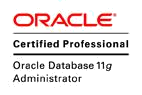 ORACLE
Certified Professional
Oracle Database 11g
Administrator